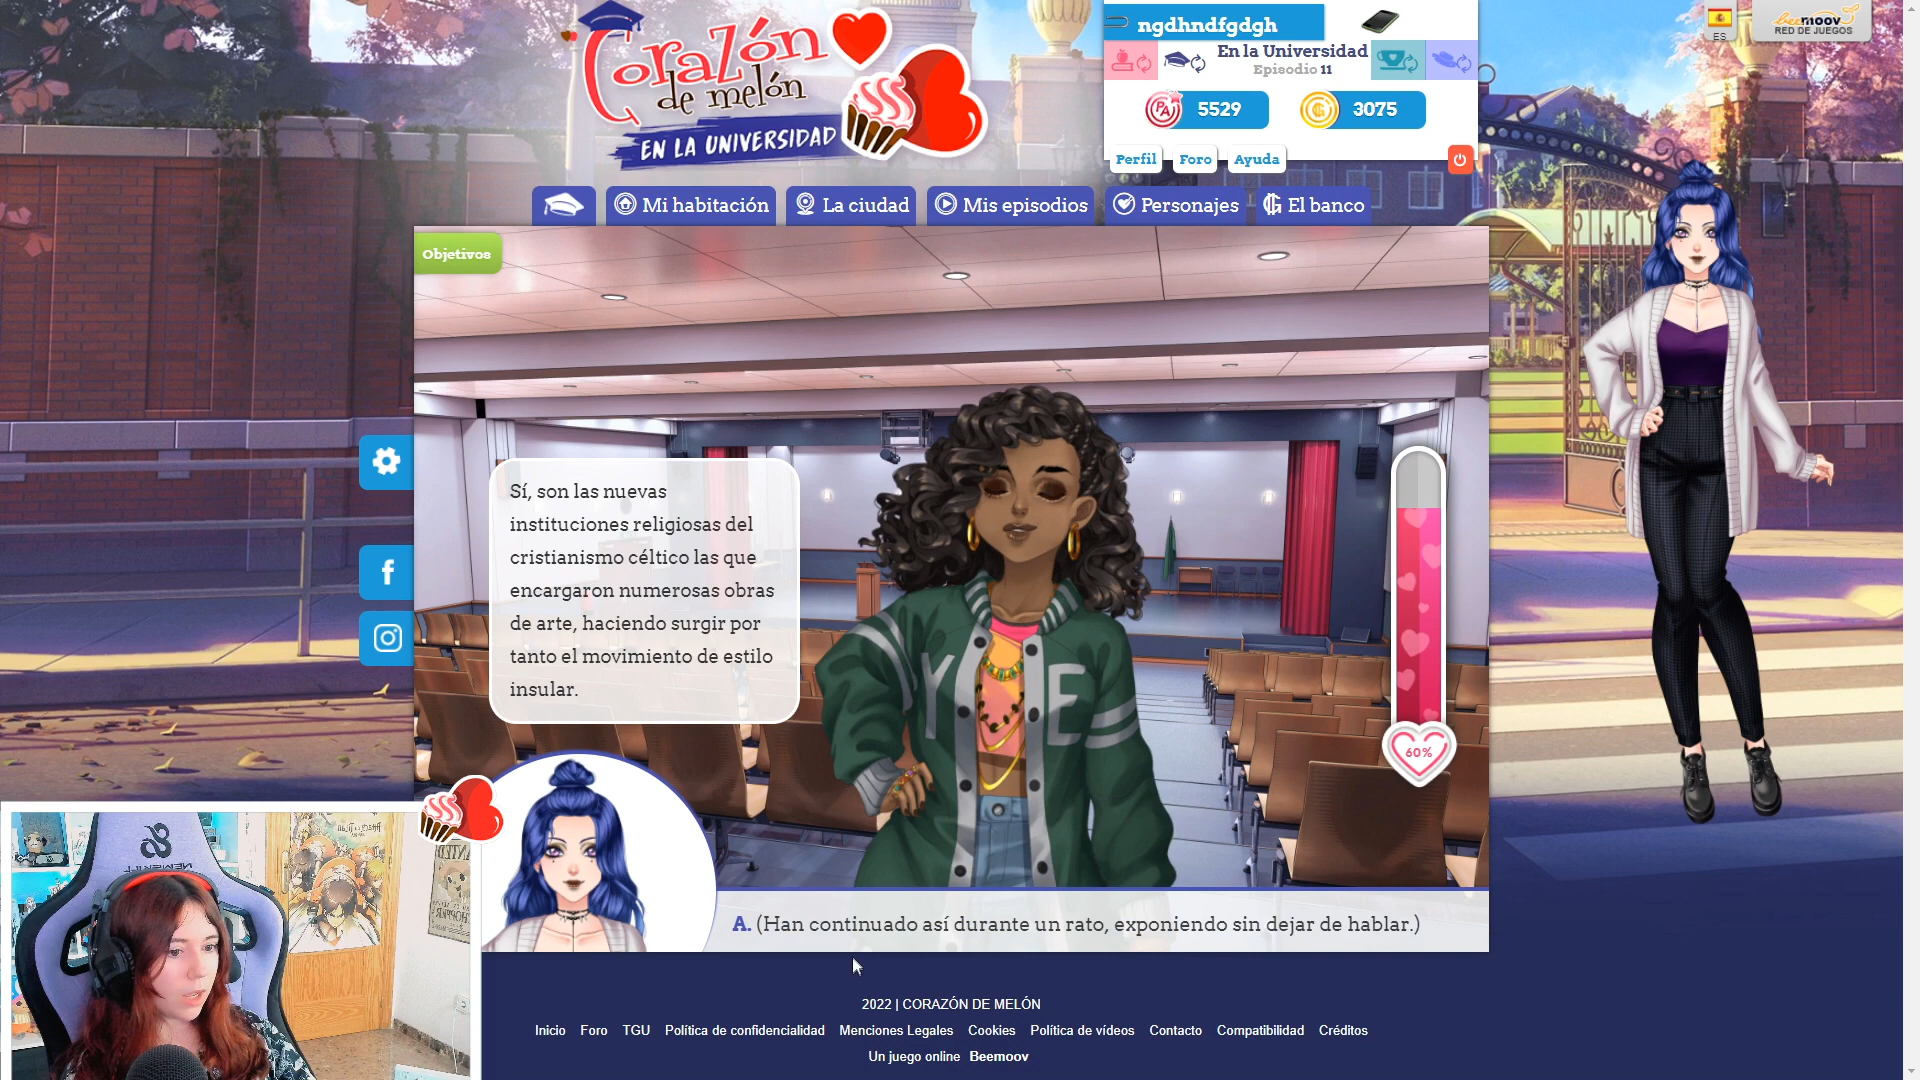 Corazón
de melón
EN LA UNIVERSIDAD
ngdhndfgdgh
En la Universidad
Episodio 11
PA
5529
3075
Perfil
Foro
Ayuda
ES
beemoov
RED DE JUEGOS
Mi habitación
La ciudad
Mis episodios
Personajes
El banco
Objetivos
Sí, son las nuevas
instituciones religiosas del
cristianismo céltico las que
encargaron numerosas obras
de arte, haciendo surgir por
tanto el movimiento de estilo
insular.
Y E
60%
A. (Han continuado así durante un rato, exponiendo sin dejar de hablar.)
2022 | CORAZÓN DE MELÓN
Inicio Foro TGU Política de confidencialidad Menciones Legales Cookies Política de vídeos Contacto Compatibilidad Créditos
Un juego online Beemoov